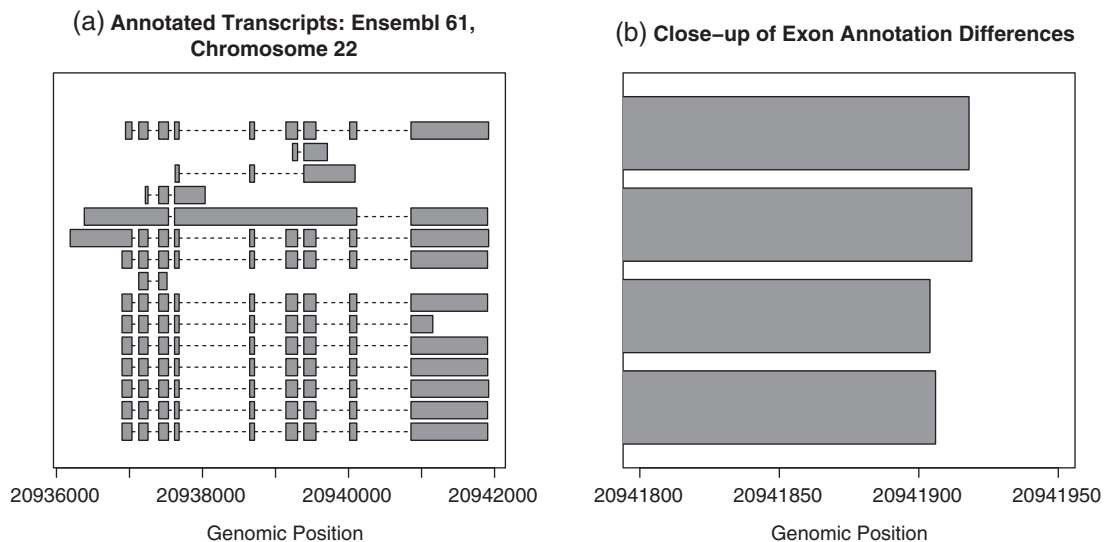 (a) Annotated Transcripts: Ensembl 61,
Chromosome 22
20936000 20938000 20940000 20942000
Genomic Position
(b) Close−up of Exon Annotation Differences
20941800 20941850 20941900 20941950
Genomic Position